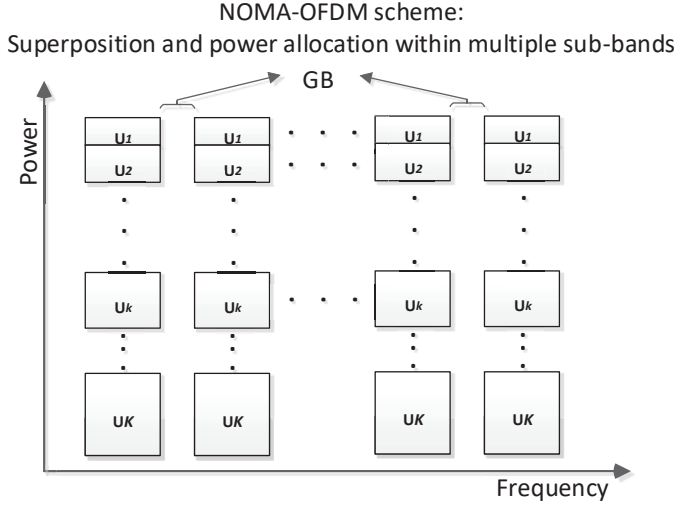 NOMA-OFDM scheme:
Superposition and power allocation within multiple sub-bands
GB
Power
U1 U1 U1 U1
U2 U2 U2 U2
Uk Uk Uk Uk
UK UK UK UK
Frequency